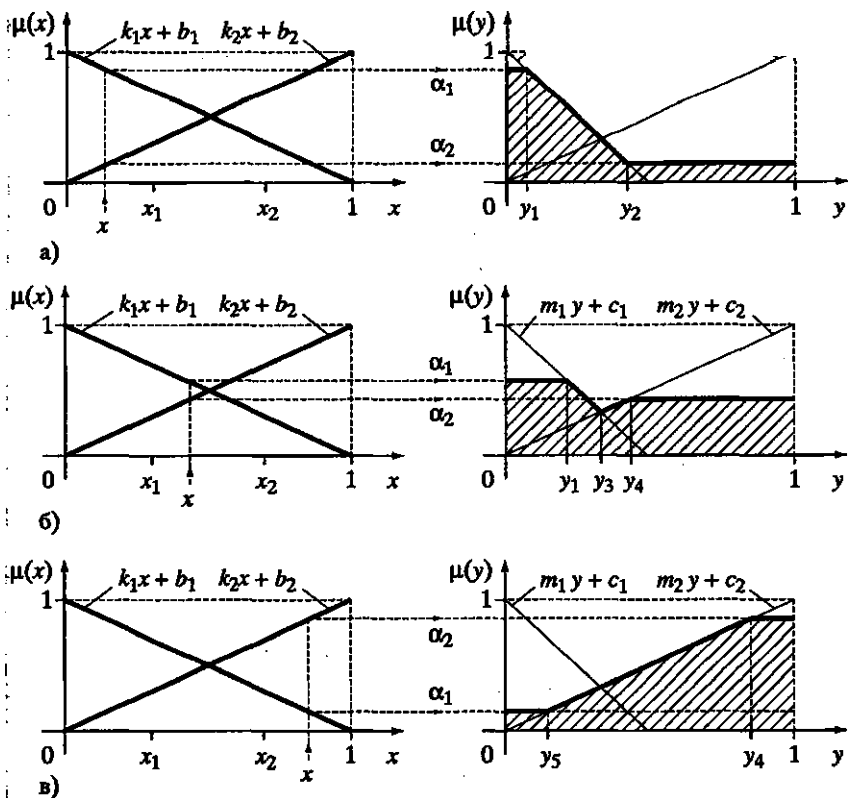 μ(x) k₁x + b₁ k₂x + b₂ μ(y)
1 1
α₁
α₂
0 x x₁ x₂ 1 x 0 y₁ y₂ 1 y
а)
μ(x) k₁x + b₁ k₂x + b₂ μ(y) m₁y + c₁ m₂y + c₂
1 1
α₁
α₂
0 x₁ x x₂ 1 x 0 y₁ y₃ y₄ 1 y
б)
μ(x) k₁x + b₁ k₂x + b₂ μ(y) m₁y + c₁ m₂y + c₂
1 1
α₂
α₁
0 x₁ x₂ x 1 x 0 y₅ y₄ 1 y
в)